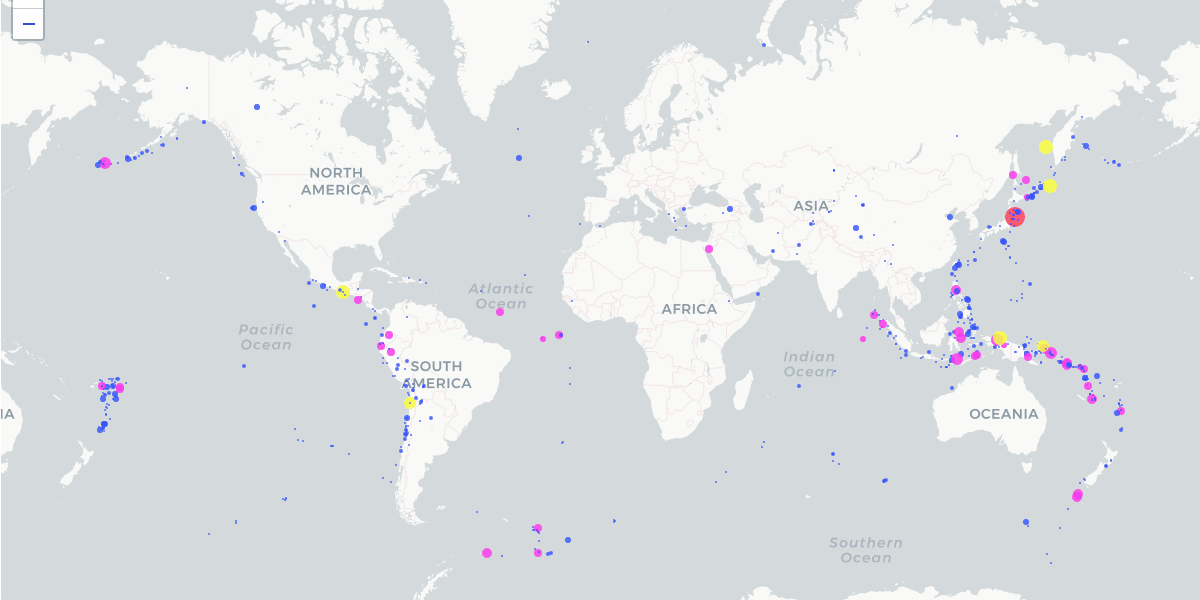 NORTH
AMERICA
ASIA
Atlantic
Ocean
AFRICA
Pacific
Ocean
SOUTH
AMERICA
Indian
Ocean
IA
OCEANIA
Southern
Ocean